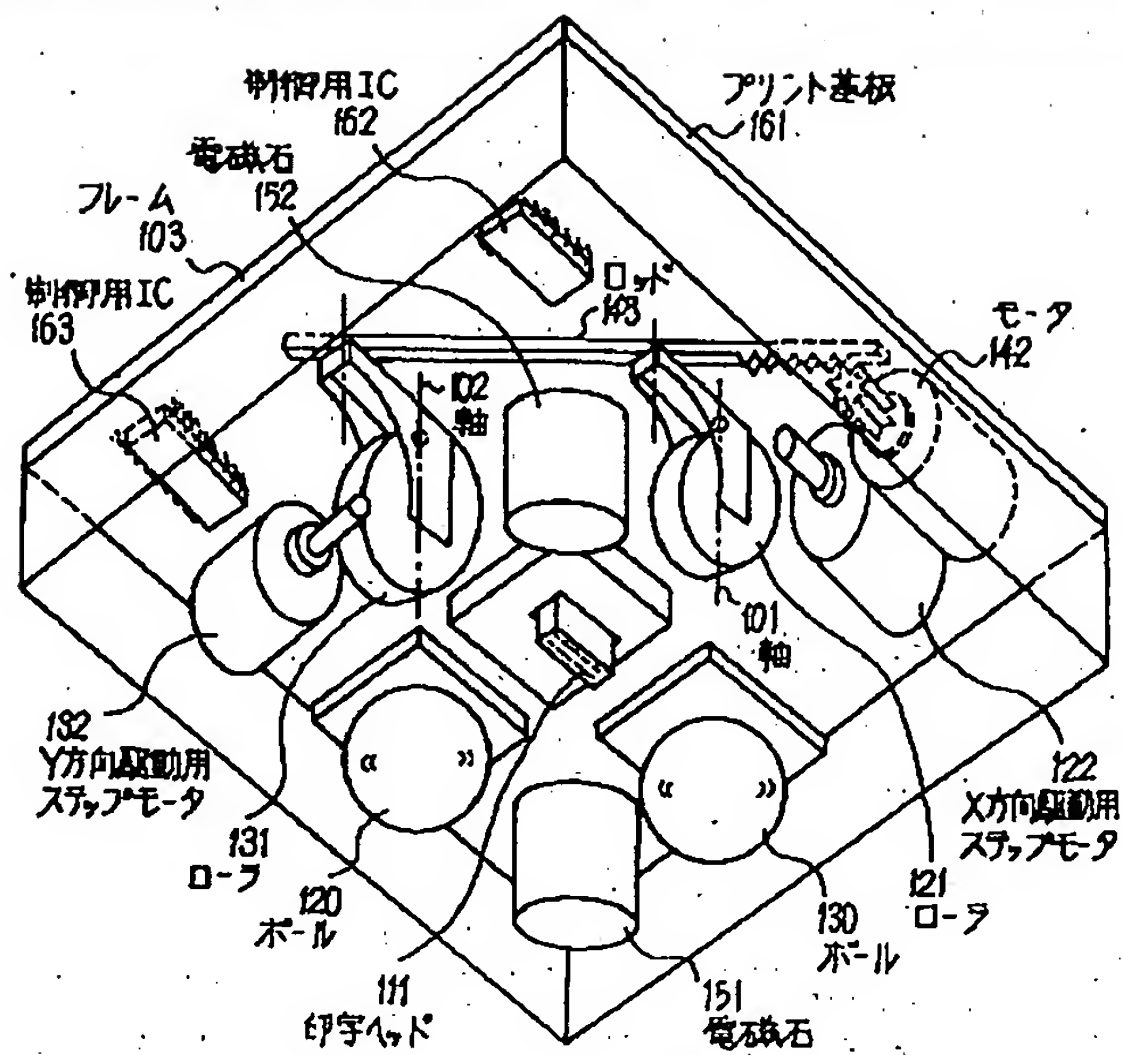 制御用IC
162
プリント基板
161
電磁石
152
フレーム
103
制御用IC
163
ロッド
143
モータ
142
102
軸
101
軸
132
Y方向駆動用
ステップモータ
122
X方向駆動用
ステップモータ
131
ローラ
120
ボール
121
ローラ
130
ボール
111
印字ヘッド
151
電磁石